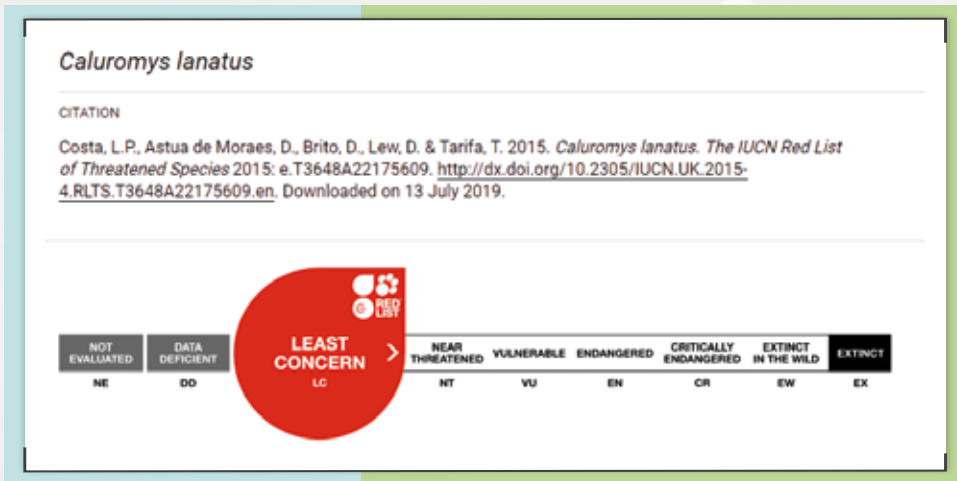 Caluromys lanatus
CITATION
Costa, L.P., Astua de Moraes, D., Brito, D., Lew, D. & Tarifa, T. 2015. Caluromys lanatus. The IUCN Red List
of Threatened Species 2015: e.T3648A22175609. http://dx.doi.org/10.2305/IUCN.UK.2015-
4.RLTS.T3648A22175609.en. Downloaded on 13 July 2019.
RED
LIST
NOT
EVALUATED
NE
DATA
DEFICIENT
DD
LEAST
CONCERN
LC
NEAR
THREATENED
NT
VULNERABLE
VU
ENDANGERED
EN
CRITICALLY
ENDANGERED
CR
EXTINCT
IN THE WILD
EW
EXTINCT
EX